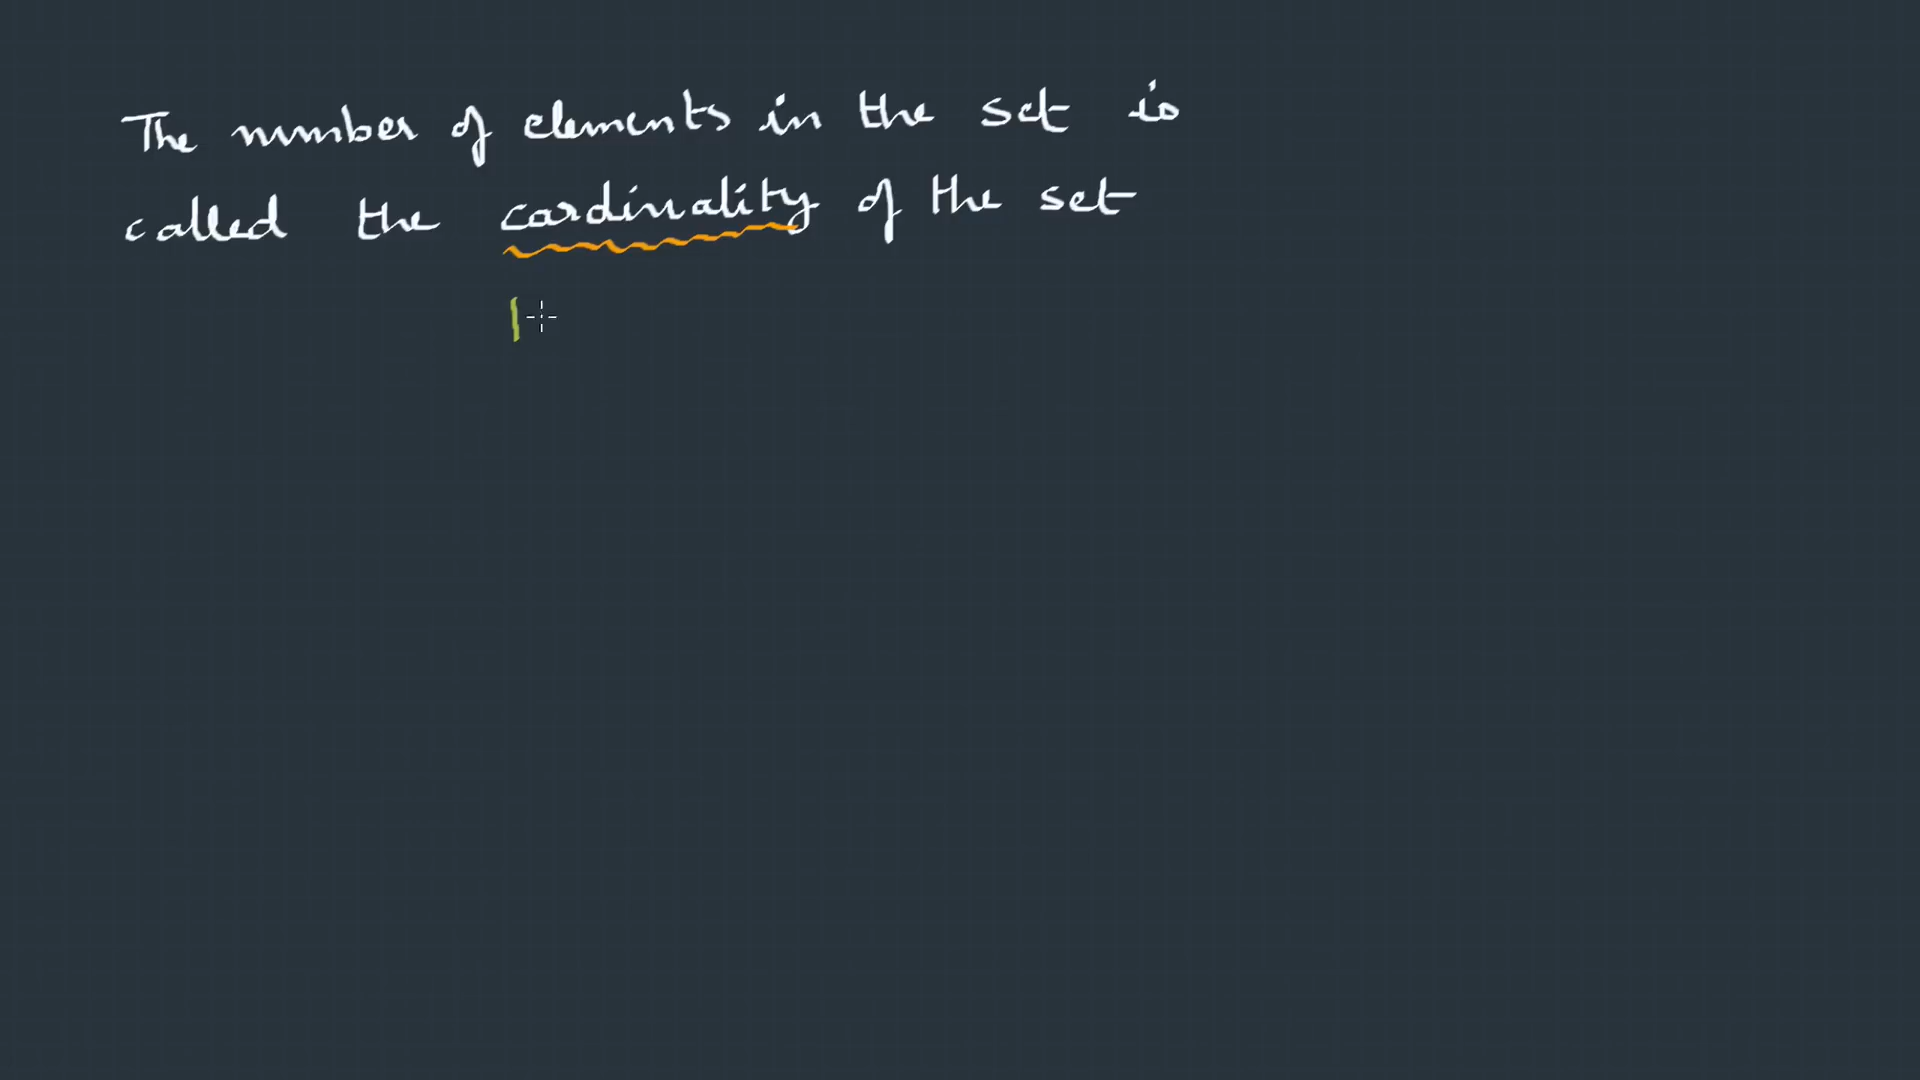 The number of elements in the set is
called the cardinality of the set
|